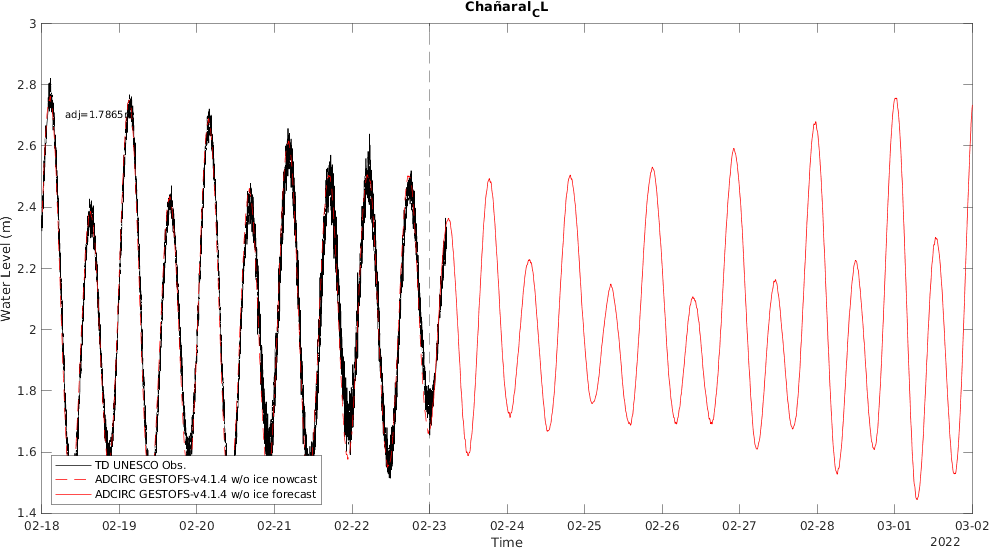 Chañaral_CL
3
2.8
2.6
2.4
2.2
2
1.8
1.6
1.4
Water Level (m)
adj=1.7865
TD UNESCO Obs.
ADCIRC GESTOFS-v4.1.4 w/o ice nowcast
ADCIRC GESTOFS-v4.1.4 w/o ice forecast
02-18 02-19 02-20 02-21 02-22 02-23 02-24 02-25 02-26 02-27 02-28 03-01 03-02
Time
2022